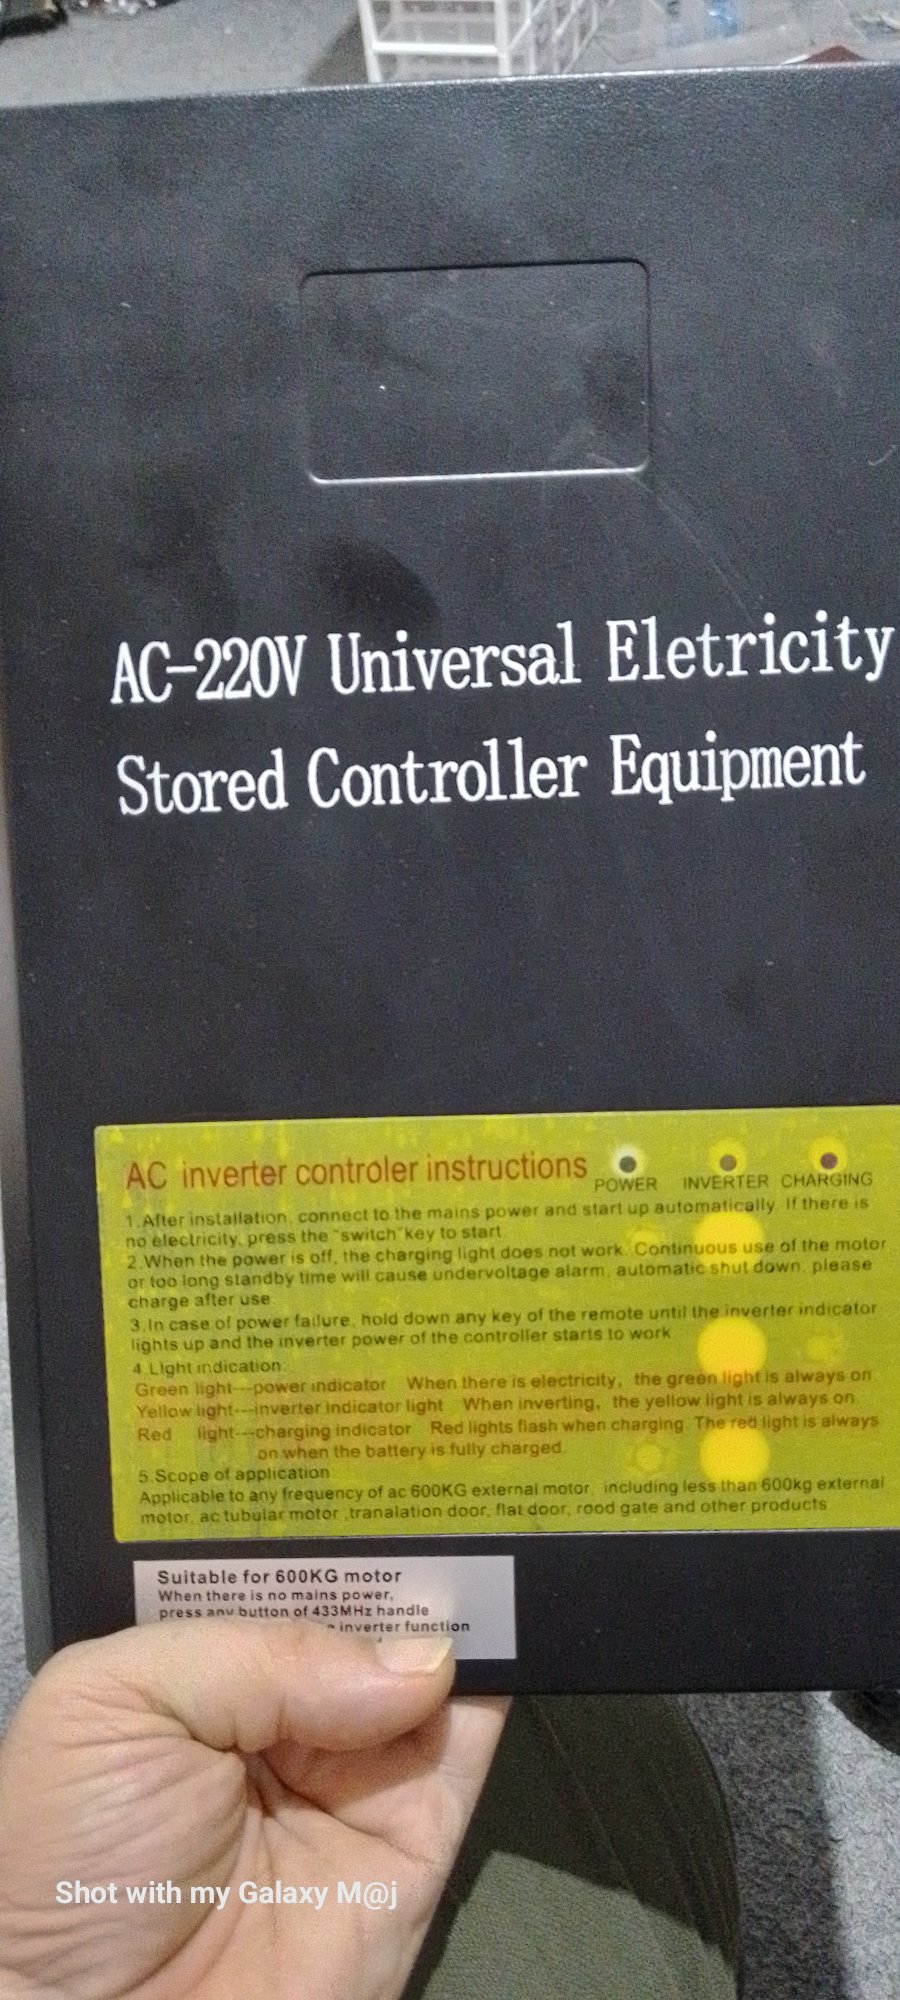 AC-220V Universal Eletricity
Stored Controller Equipment
AC inverter controler instructions
POWER INVERTER CHARGING
1.After installation, connect to the mains power and start up automatically. If there is
no electricity, press the "switch"key to start.
2.When the power is off, the charging light does not work. Continuous use of the motor
or too long standby time will cause undervoltage alarm, automatic shut down, please
charge after use
3.In case of power failure, hold down any key of the remote until the inverter indicator
lights up and the inverter power of the controller starts to work
4.Light indication:
Green light---power indicator When there is electricity, the green light is always on
Yellow light---inverter indicator light When inverting, the yellow light is always on
Red light---charging indicator Red lights flash when charging. The red light is always
on when the battery is fully charged.
5.Scope of application
Applicable to any frequency of ac 600KG external motor, including less than 600kg external
motor, ac tubular motor ,tranalation door, flat door, rood gate and other products
Suitable for 600KG motor
When there is no mains power,
press any button of 433MHz handle
inverter function
Shot with my Galaxy M@j